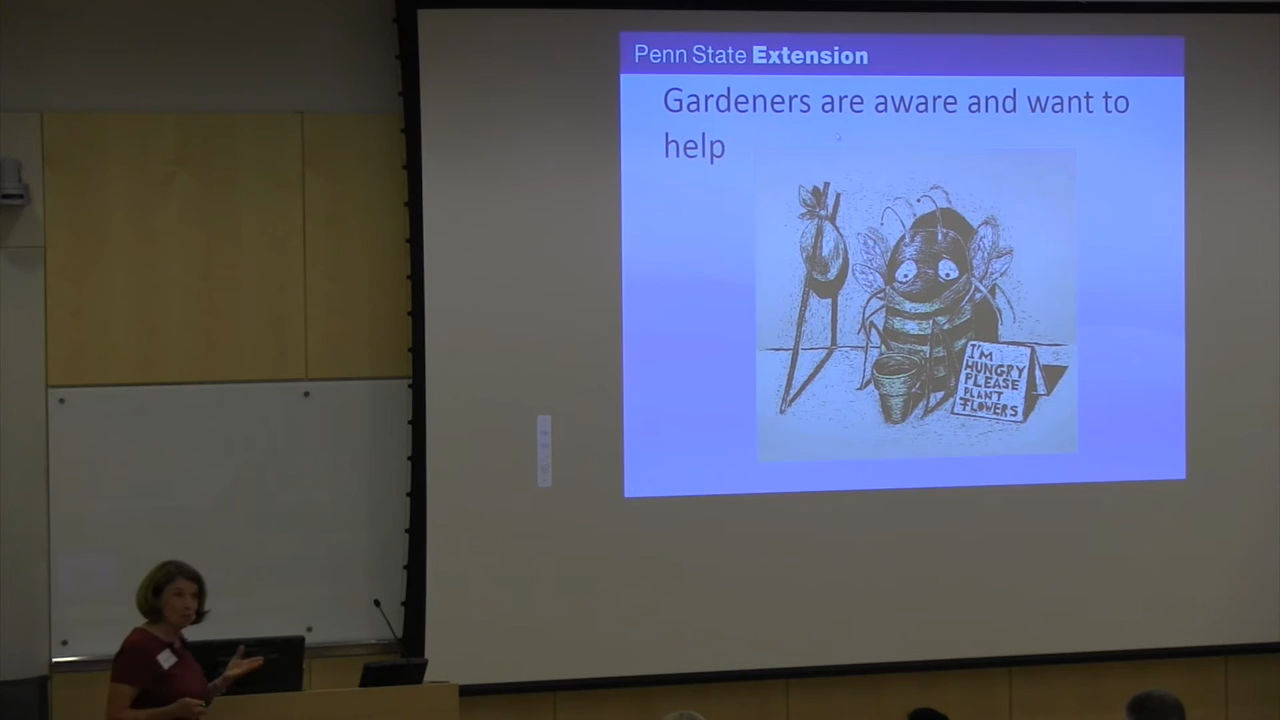 Penn State Extension
Gardeners are aware and want to
help
I'M
HUNGRY
PLEASE
PLANT
FLOWERS